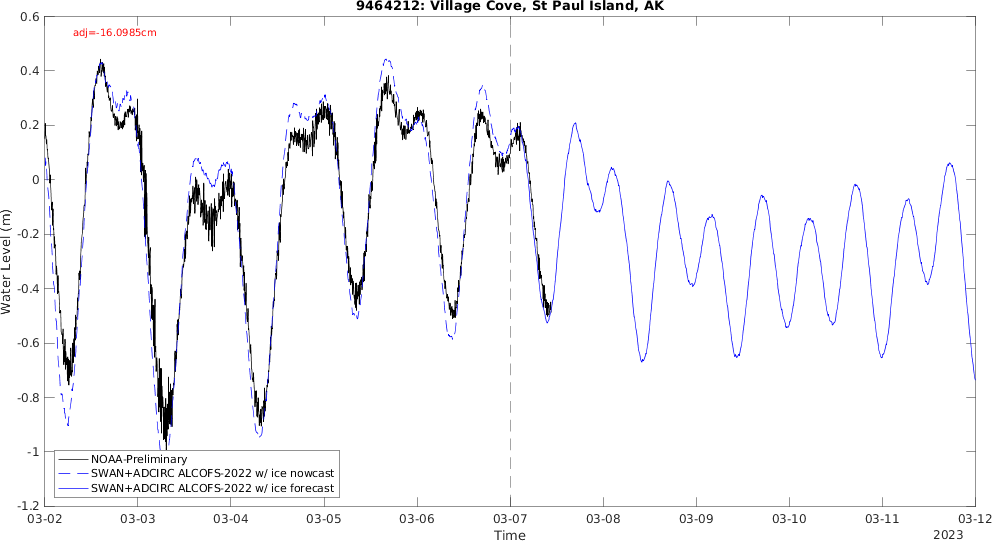 9464212: Village Cove, St Paul Island, AK
adj=-16.0985cm
Water Level (m)
0.6
0.4
0.2
0
-0.2
-0.4
-0.6
-0.8
-1
-1.2
NOAA-Preliminary
SWAN+ADCIRC ALCOFS-2022 w/ ice nowcast
SWAN+ADCIRC ALCOFS-2022 w/ ice forecast
03-02 03-03 03-04 03-05 03-06 03-07 03-08 03-09 03-10 03-11 03-12
Time
2023